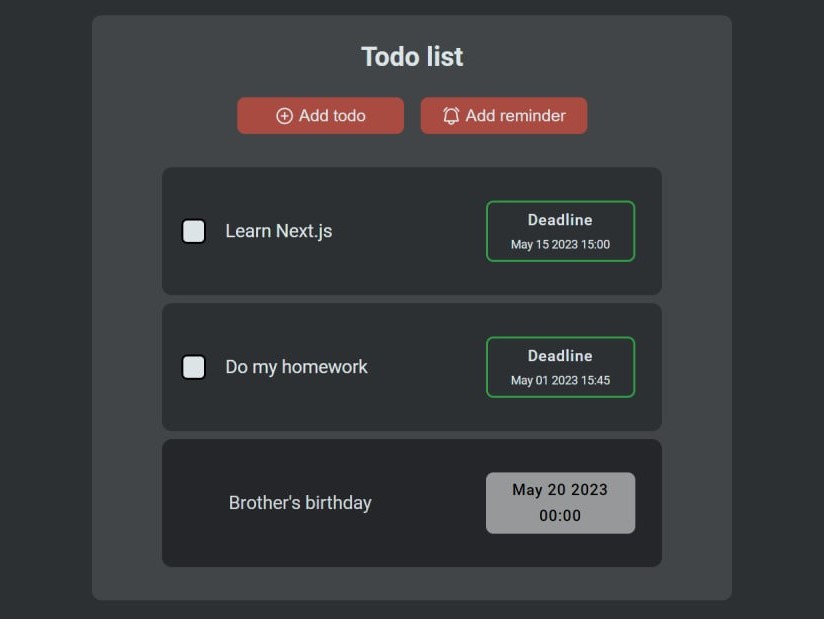 Todo list
Add todo
Add reminder
Learn Next.js
Deadline
May 15 2023 15:00
Do my homework
Deadline
May 01 2023 15:45
Brother's birthday
May 20 2023
00:00